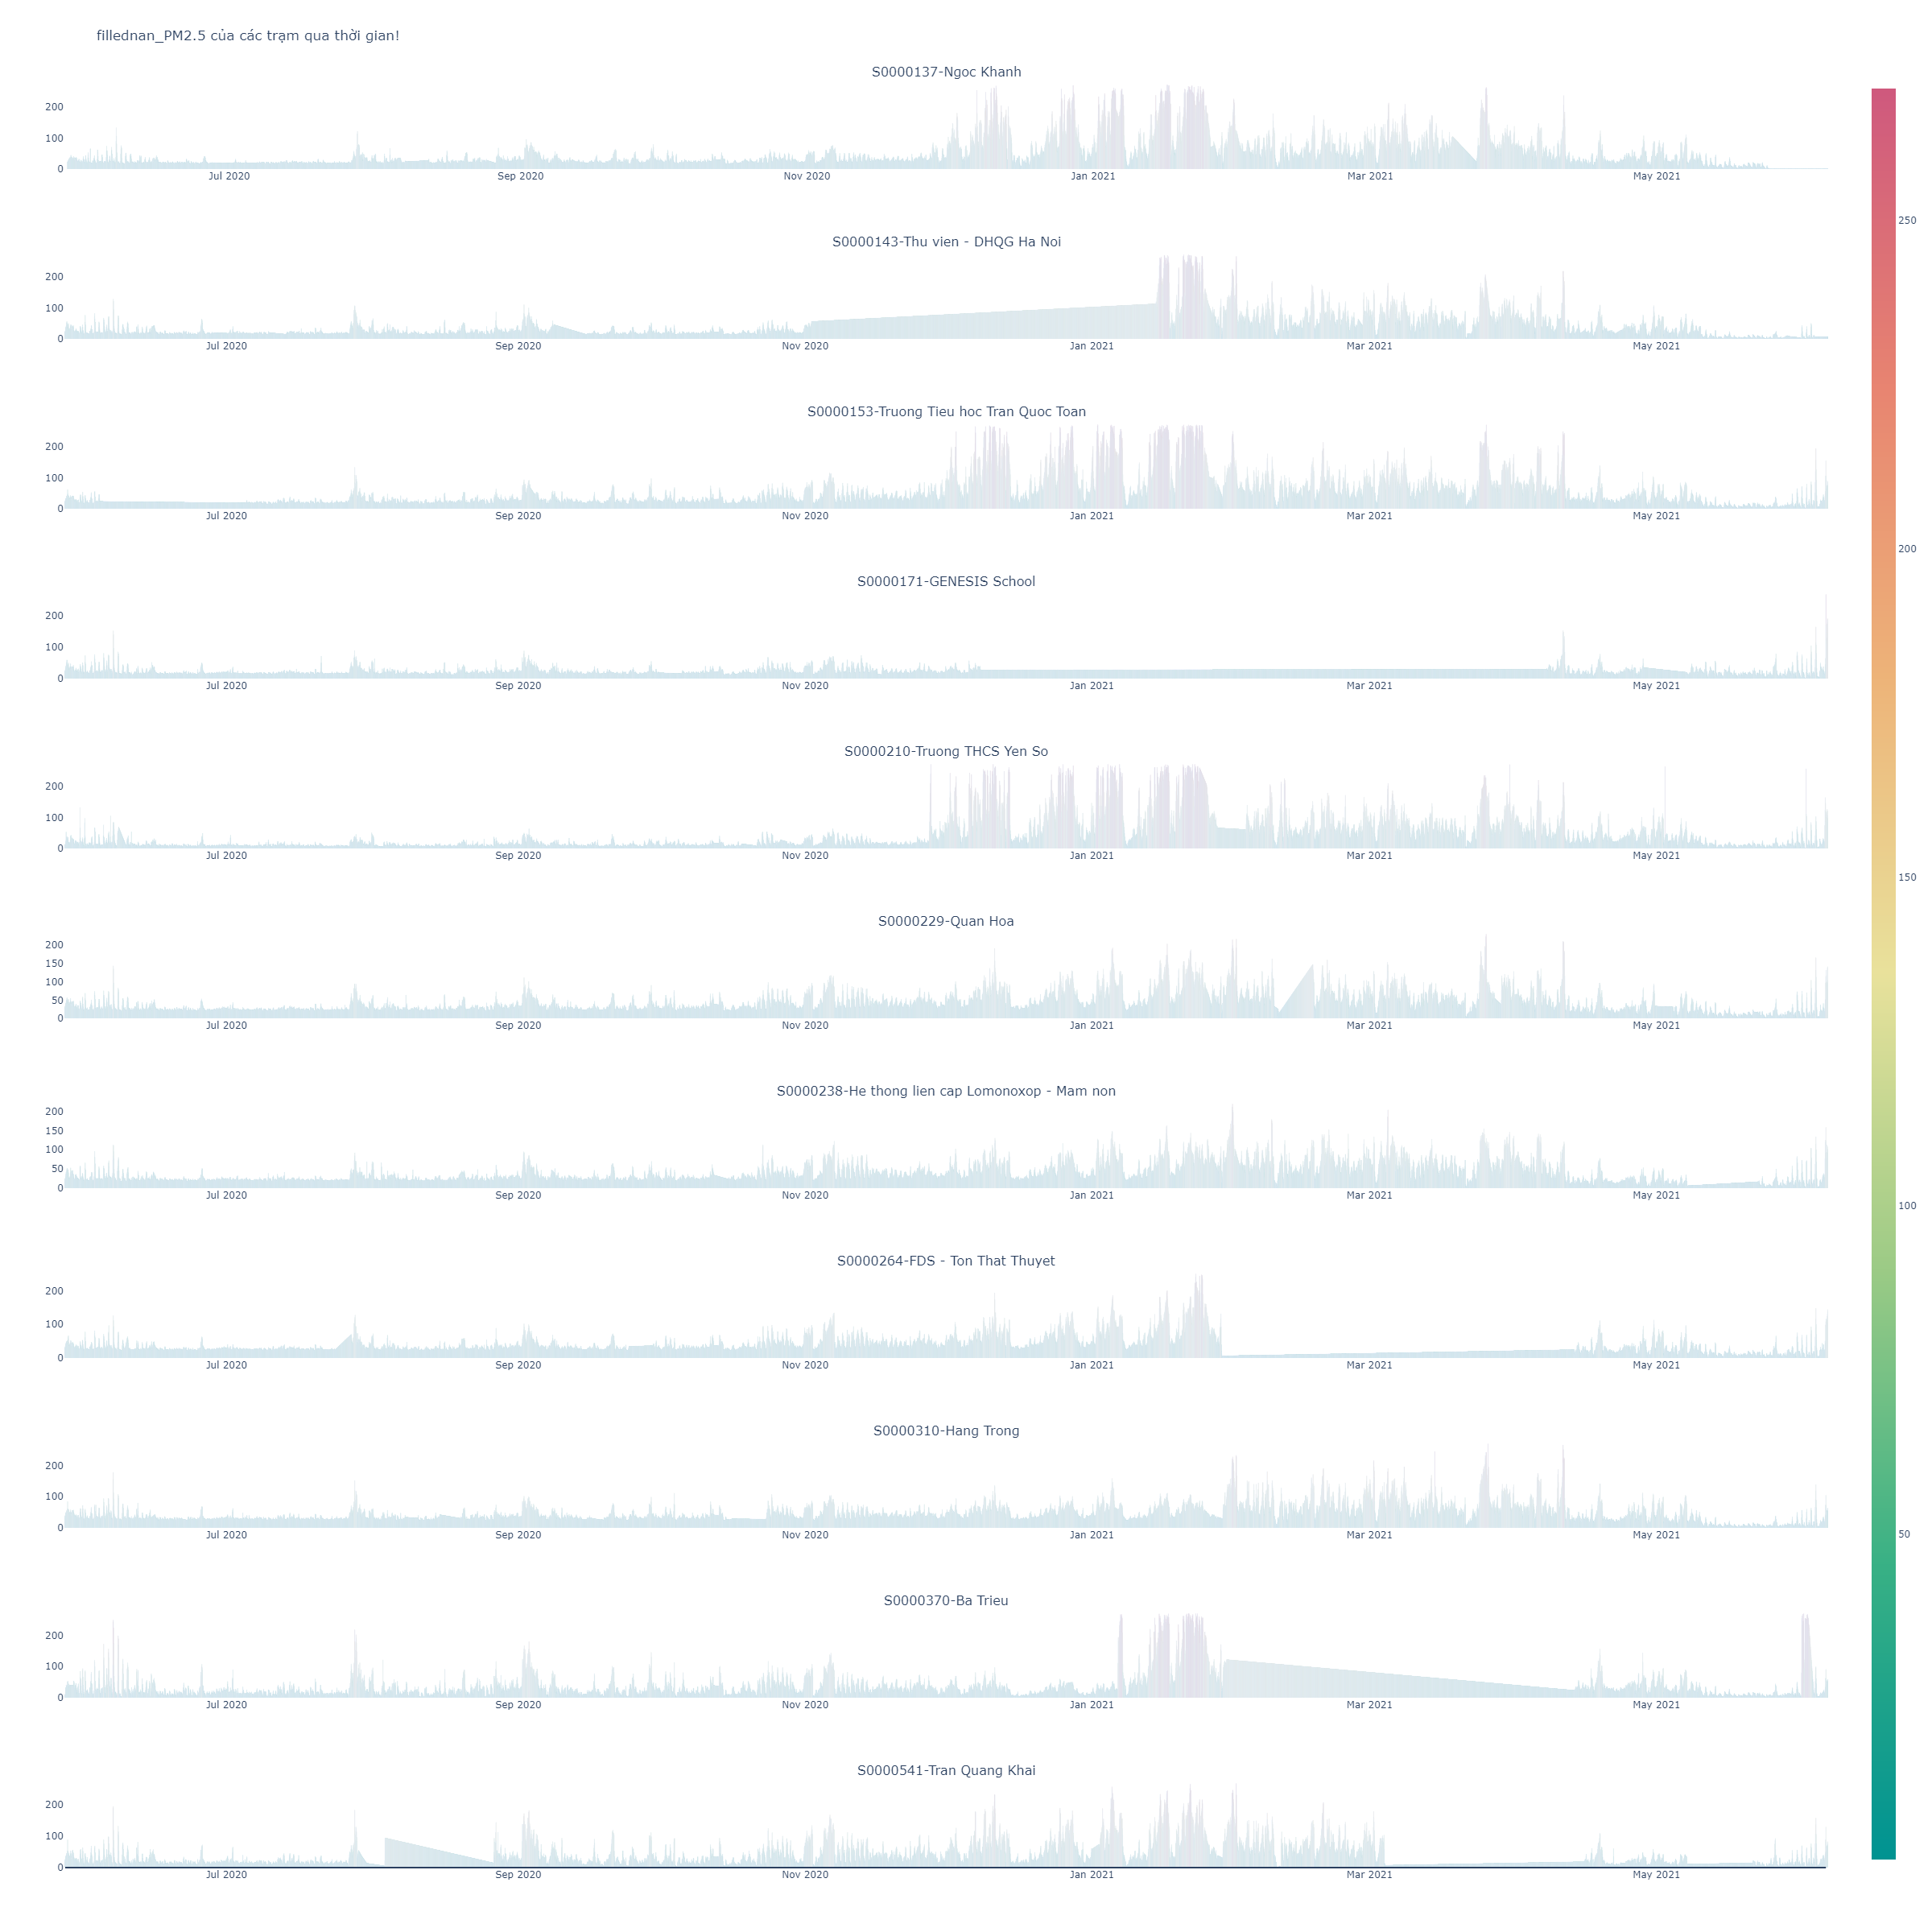 fillednan_PM2.5 của các trạm qua thời gian!
S0000137-Ngoc Khanh
200
100
0
Jul 2020 Sep 2020 Nov 2020 Jan 2021 Mar 2021 May 2021
S0000143-Thu vien - DHQG Ha Noi
200
100
0
Jul 2020 Sep 2020 Nov 2020 Jan 2021 Mar 2021 May 2021
S0000153-Truong Tieu hoc Tran Quoc Toan
200
100
0
Jul 2020 Sep 2020 Nov 2020 Jan 2021 Mar 2021 May 2021
S0000171-GENESIS School
200
100
0
Jul 2020 Sep 2020 Nov 2020 Jan 2021 Mar 2021 May 2021
S0000210-Truong THCS Yen So
200
100
0
Jul 2020 Sep 2020 Nov 2020 Jan 2021 Mar 2021 May 2021
S0000229-Quan Hoa
200
150
100
50
0
Jul 2020 Sep 2020 Nov 2020 Jan 2021 Mar 2021 May 2021
S0000238-He thong lien cap Lomonoxop - Mam non
200
150
100
50
0
Jul 2020 Sep 2020 Nov 2020 Jan 2021 Mar 2021 May 2021
S0000264-FDS - Ton That Thuyet
200
100
0
Jul 2020 Sep 2020 Nov 2020 Jan 2021 Mar 2021 May 2021
S0000310-Hang Trong
200
100
0
Jul 2020 Sep 2020 Nov 2020 Jan 2021 Mar 2021 May 2021
S0000370-Ba Trieu
200
100
0
Jul 2020 Sep 2020 Nov 2020 Jan 2021 Mar 2021 May 2021
S0000541-Tran Quang Khai
200
100
0
Jul 2020 Sep 2020 Nov 2020 Jan 2021 Mar 2021 May 2021
250
200
150
100
50